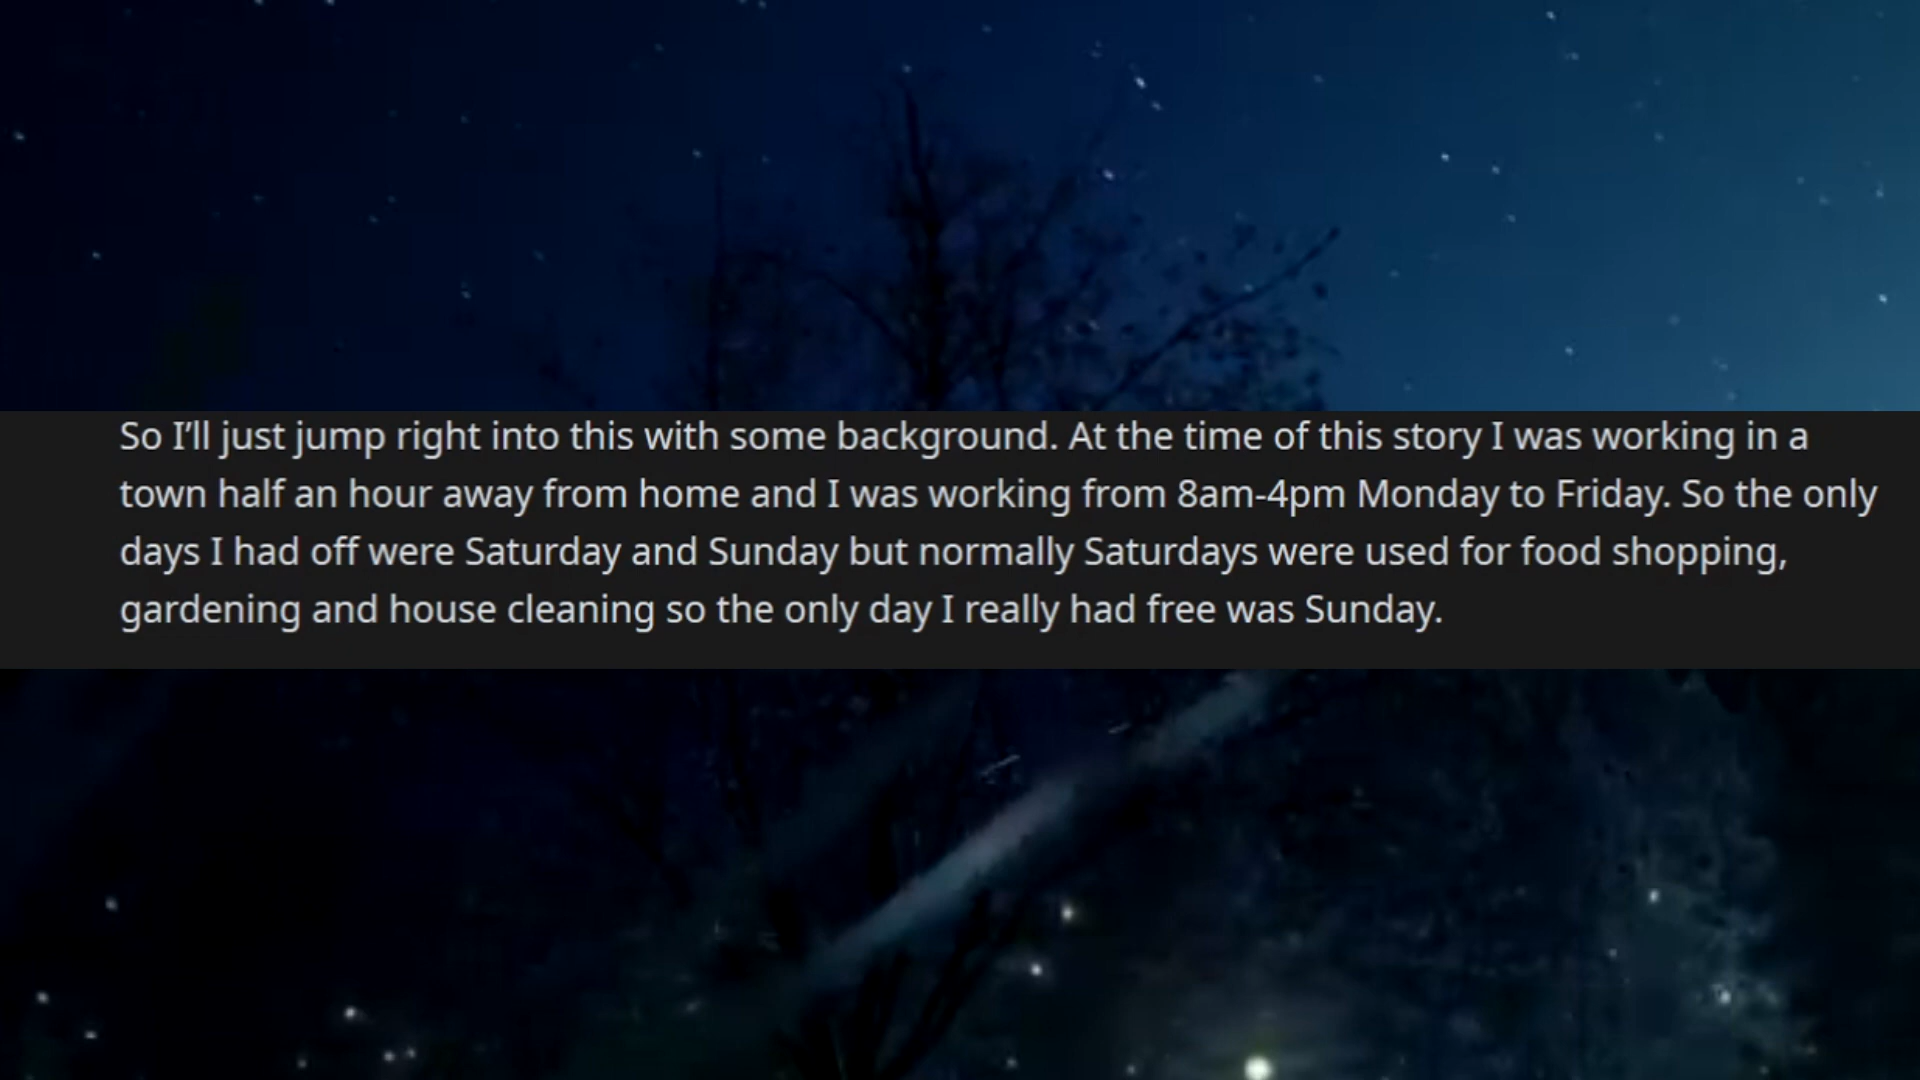 So I’ll just jump right into this with some background. At the time of this story I was working in a
town half an hour away from home and I was working from 8am-4pm Monday to Friday. So the only
days I had off were Saturday and Sunday but normally Saturdays were used for food shopping,
gardening and house cleaning so the only day I really had free was Sunday.